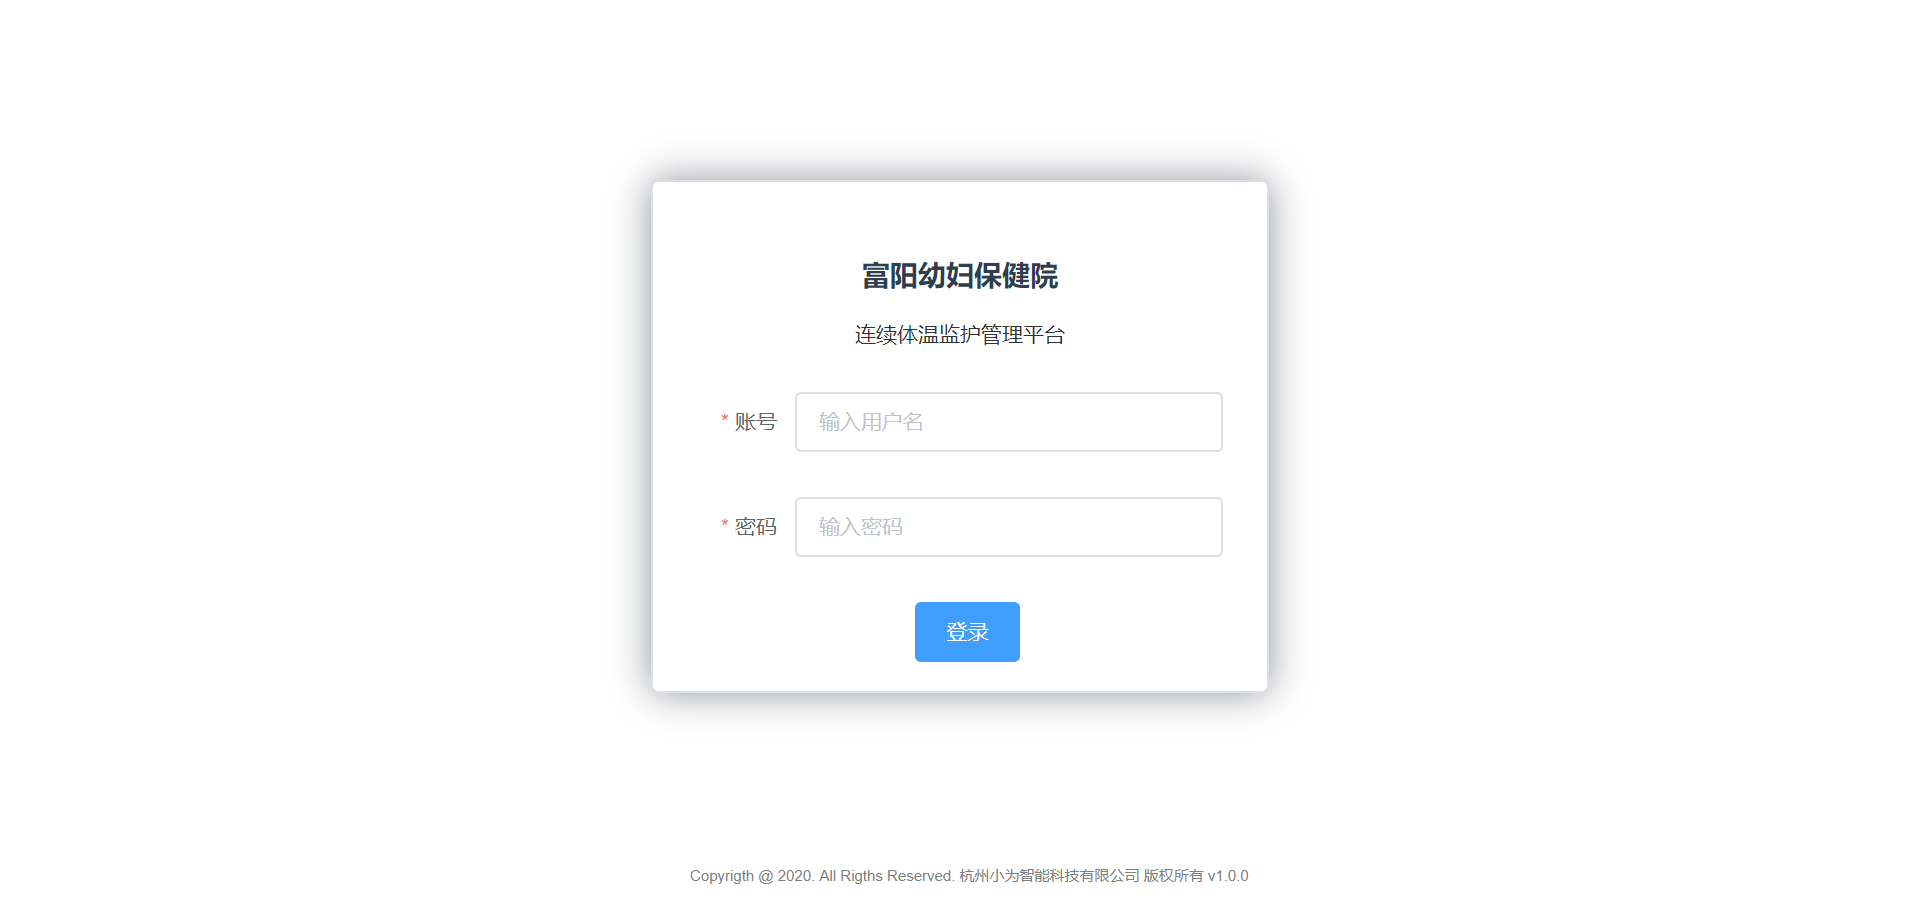 富阳幼妇保健院
连续体温监护管理平台
* 账号 输入用户名
* 密码 输入密码
登录
Copyrigth @ 2020. All Rigths Reserved. 杭州小为智能科技有限公司 版权所有 v1.0.0